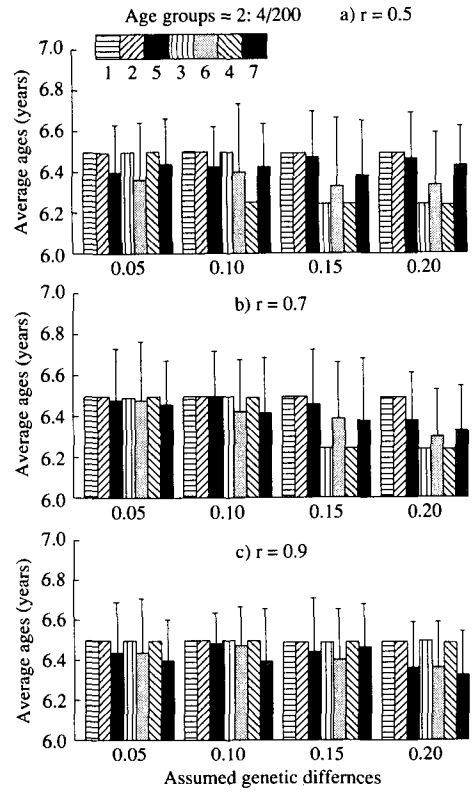 Age groups = 2: 4/200 a) r = 0.5
1 2 5 3 6 4 7
Average ages (years)
7.0
6.8
6.6
6.4
6.2
6.0
0.05 0.10 0.15 0.20
b) r = 0.7
Average ages (years)
7.0
6.8
6.6
6.4
6.2
6.0
0.05 0.10 0.15 0.20
c) r = 0.9
Average ages (years)
7.0
6.8
6.6
6.4
6.2
6.0
0.05 0.10 0.15 0.20
Assumed genetic differnces